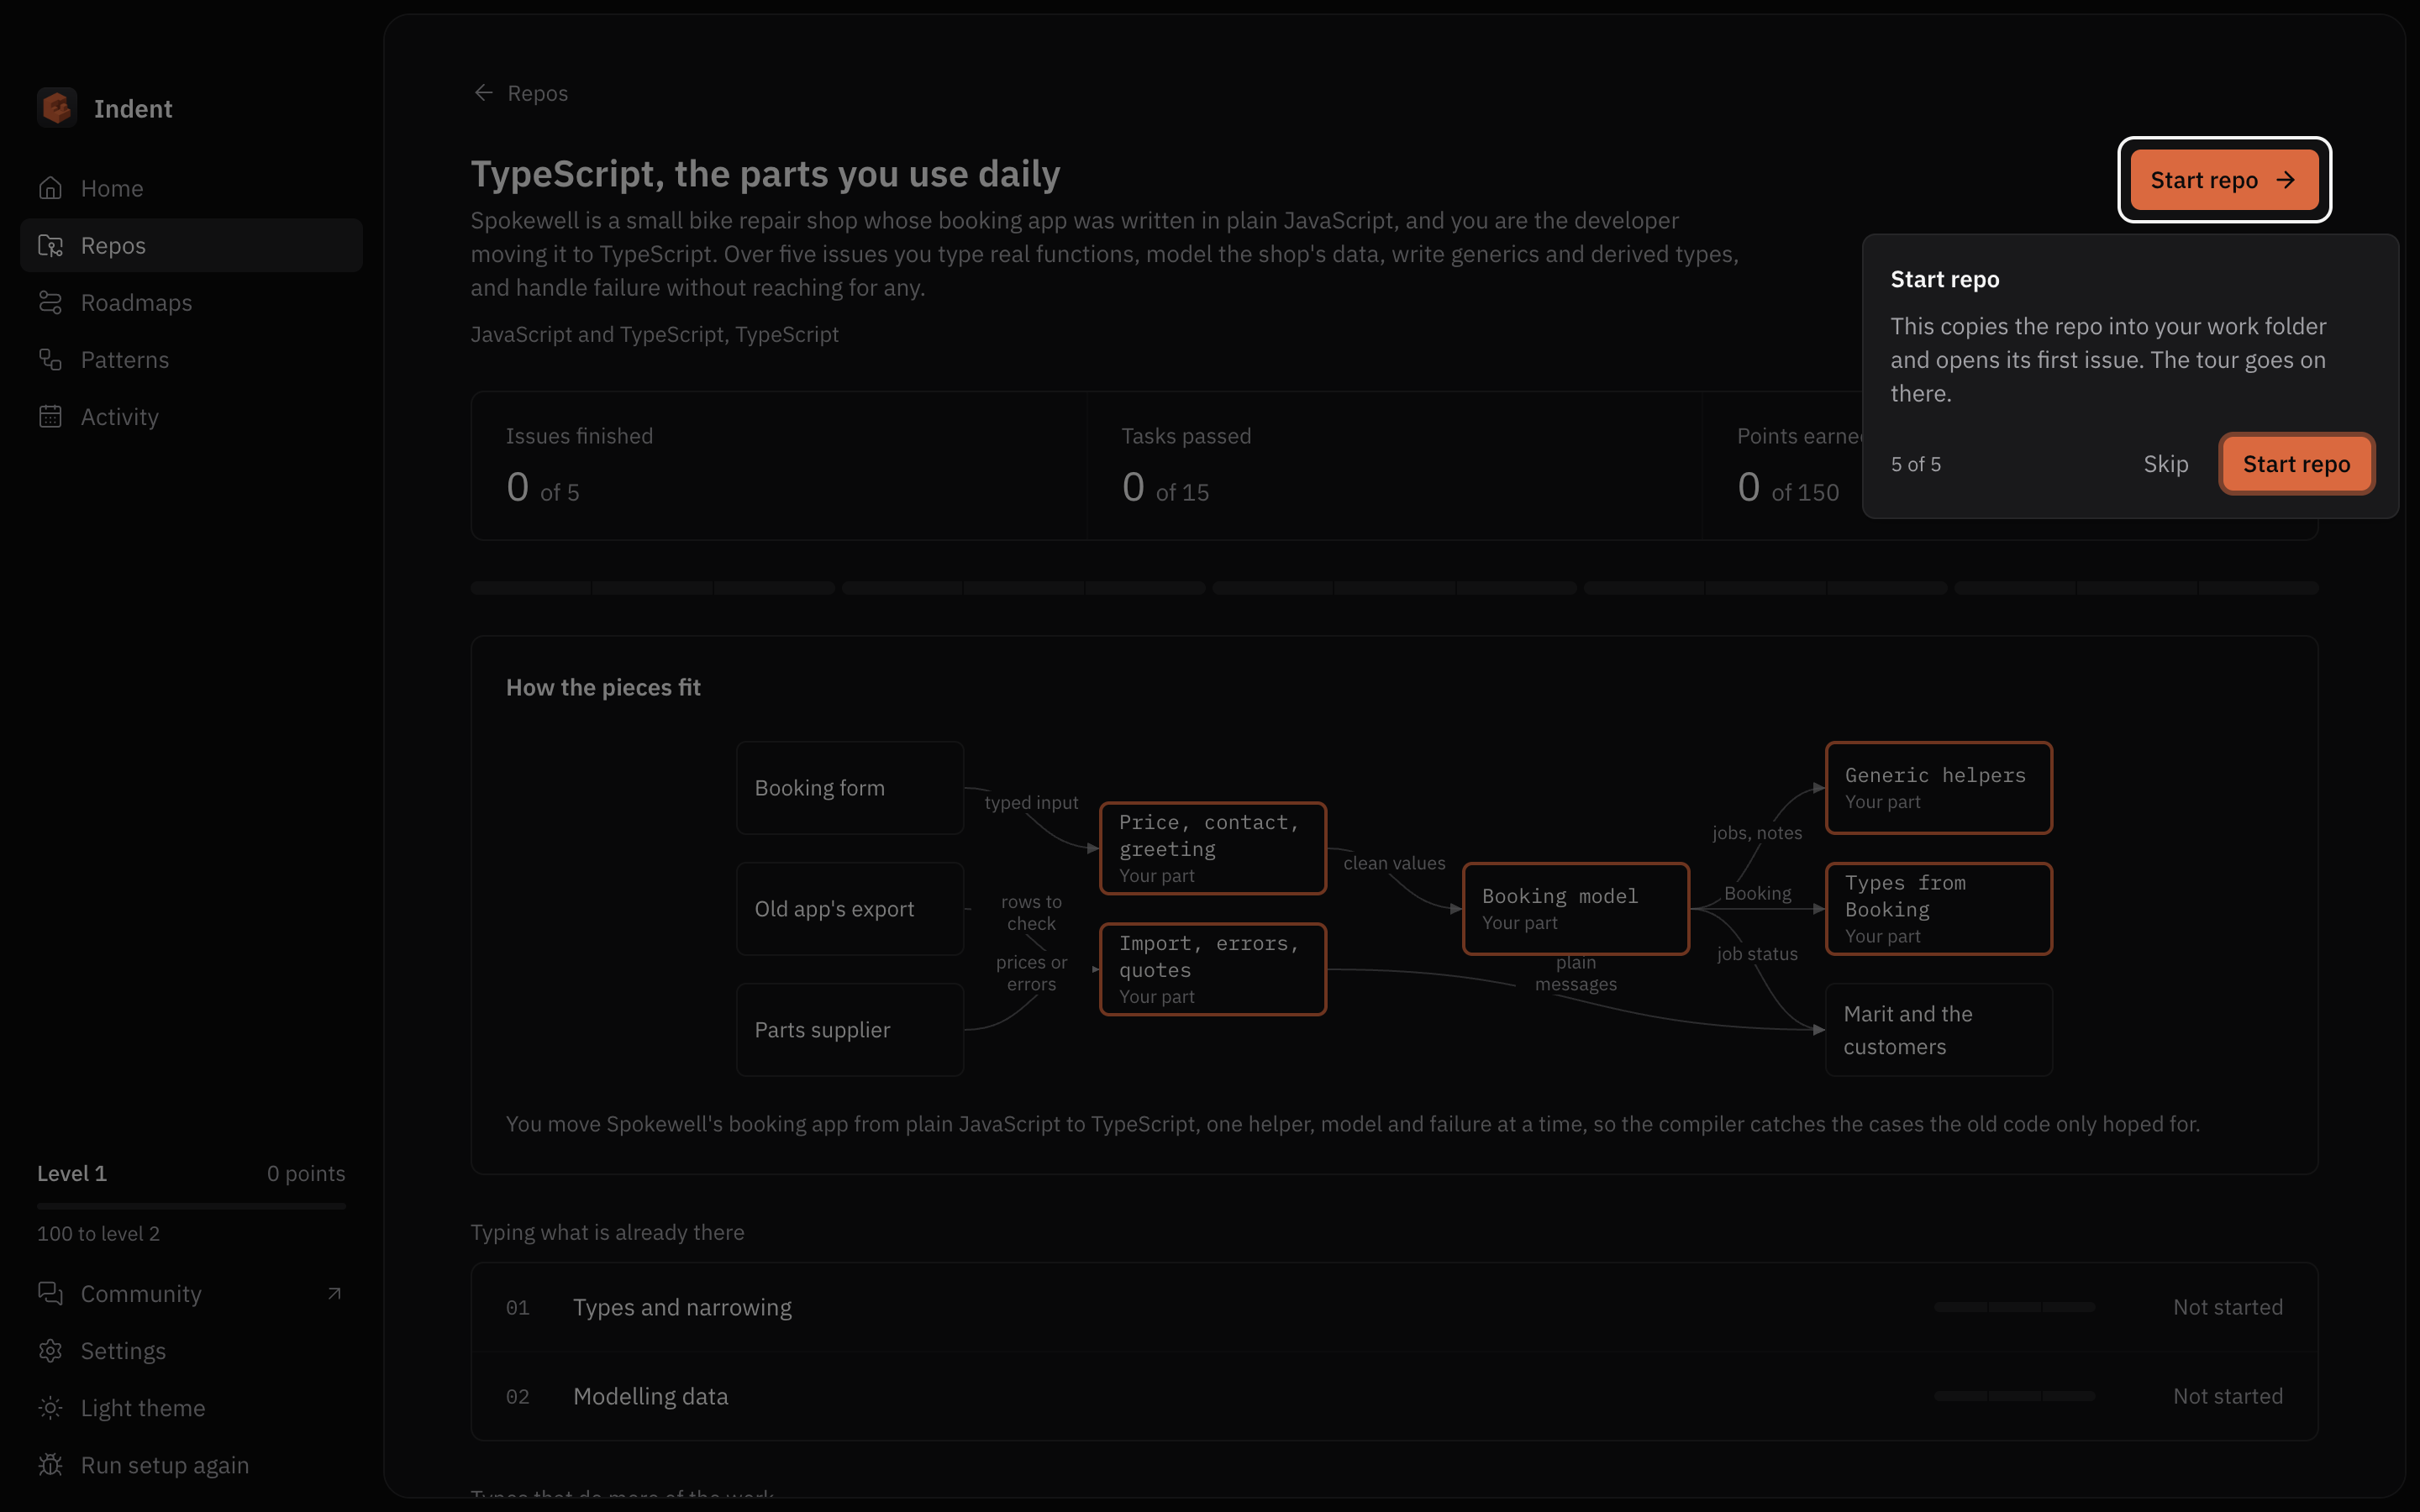 Indent
Home
Repos
Roadmaps
Patterns
Activity
Level 1
0 points
100 to level 2
Community
Settings
Light theme
Run setup again
Repos
TypeScript, the parts you use daily
Start repo
Spokewell is a small bike repair shop whose booking app was written in plain JavaScript, and you are the developer
moving it to TypeScript. Over five issues you type real functions, model the shop's data, write generics and derived types,
and handle failure without reaching for any.
JavaScript and TypeScript, TypeScript
Start repo
This copies the repo into your work folder
and opens its first issue. The tour goes on
there.
5 of 5
Skip
Start repo
Issues finished
0 of 5
Tasks passed
0 of 15
Points earne
0 of 150
How the pieces fit
Booking form
Old app's export
Parts supplier
typed input
rows to
check
prices or
errors
Price, contact,
greeting
Your part
Import, errors,
quotes
Your part
clean values
plain
messages
Booking model
Your part
jobs, notes
Booking
job status
Generic helpers
Your part
Types from
Booking
Your part
Marit and the
customers
You move Spokewell's booking app from plain JavaScript to TypeScript, one helper, model and failure at a time, so the compiler catches the cases the old code only hoped for.
Typing what is already there
01 Types and narrowing Not started
02 Modelling data Not started
Types that do more of the work